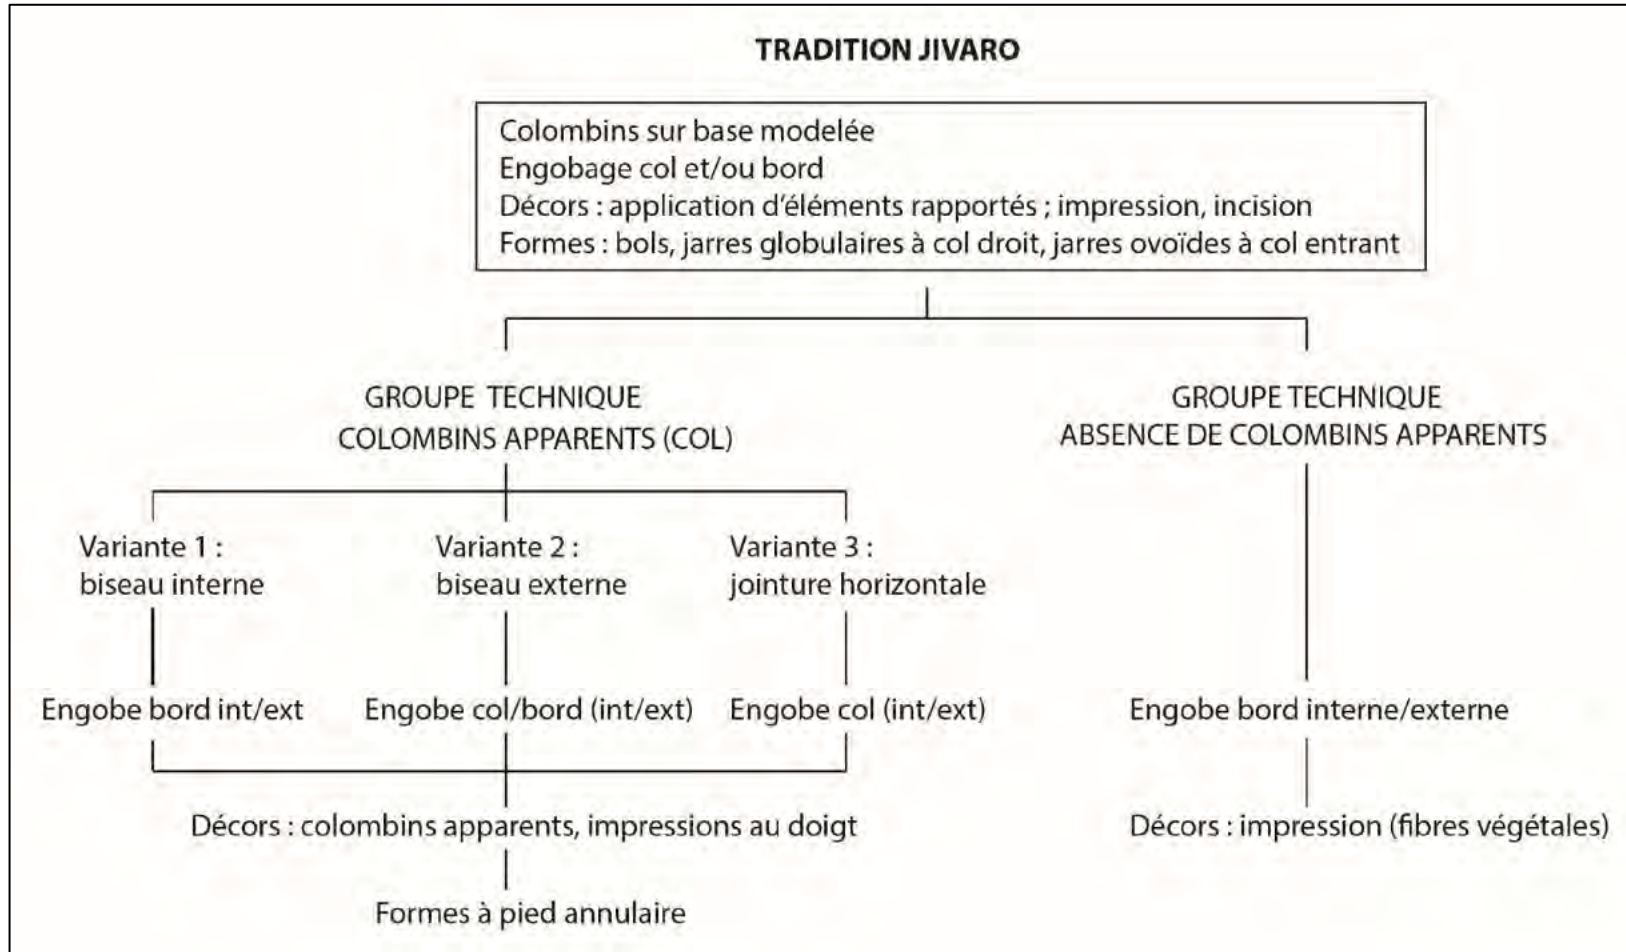 TRADITION JIVARO
Colombins sur base modelée
Engobage col et/ou bord
Décors : application d'éléments rapportés ; impression, incision
Formes : bols, jarres globulaires à col droit, jarres ovoïdes à col entrant
GROUPE TECHNIQUE
COLOMBINS APPARENTS (COL)
GROUPE TECHNIQUE
ABSENCE DE COLOMBINS APPARENTS
Variante 1 :
biseau interne
Variante 2 :
biseau externe
Variante 3 :
jointure horizontale
Engobe bord int/ext
Engobe col/bord (int/ext)
Engobe col (int/ext)
Engobe bord interne/externe
Décors : colombins apparents, impressions au doigt
Décors : impression (fibres végétales)
Formes à pied annulaire